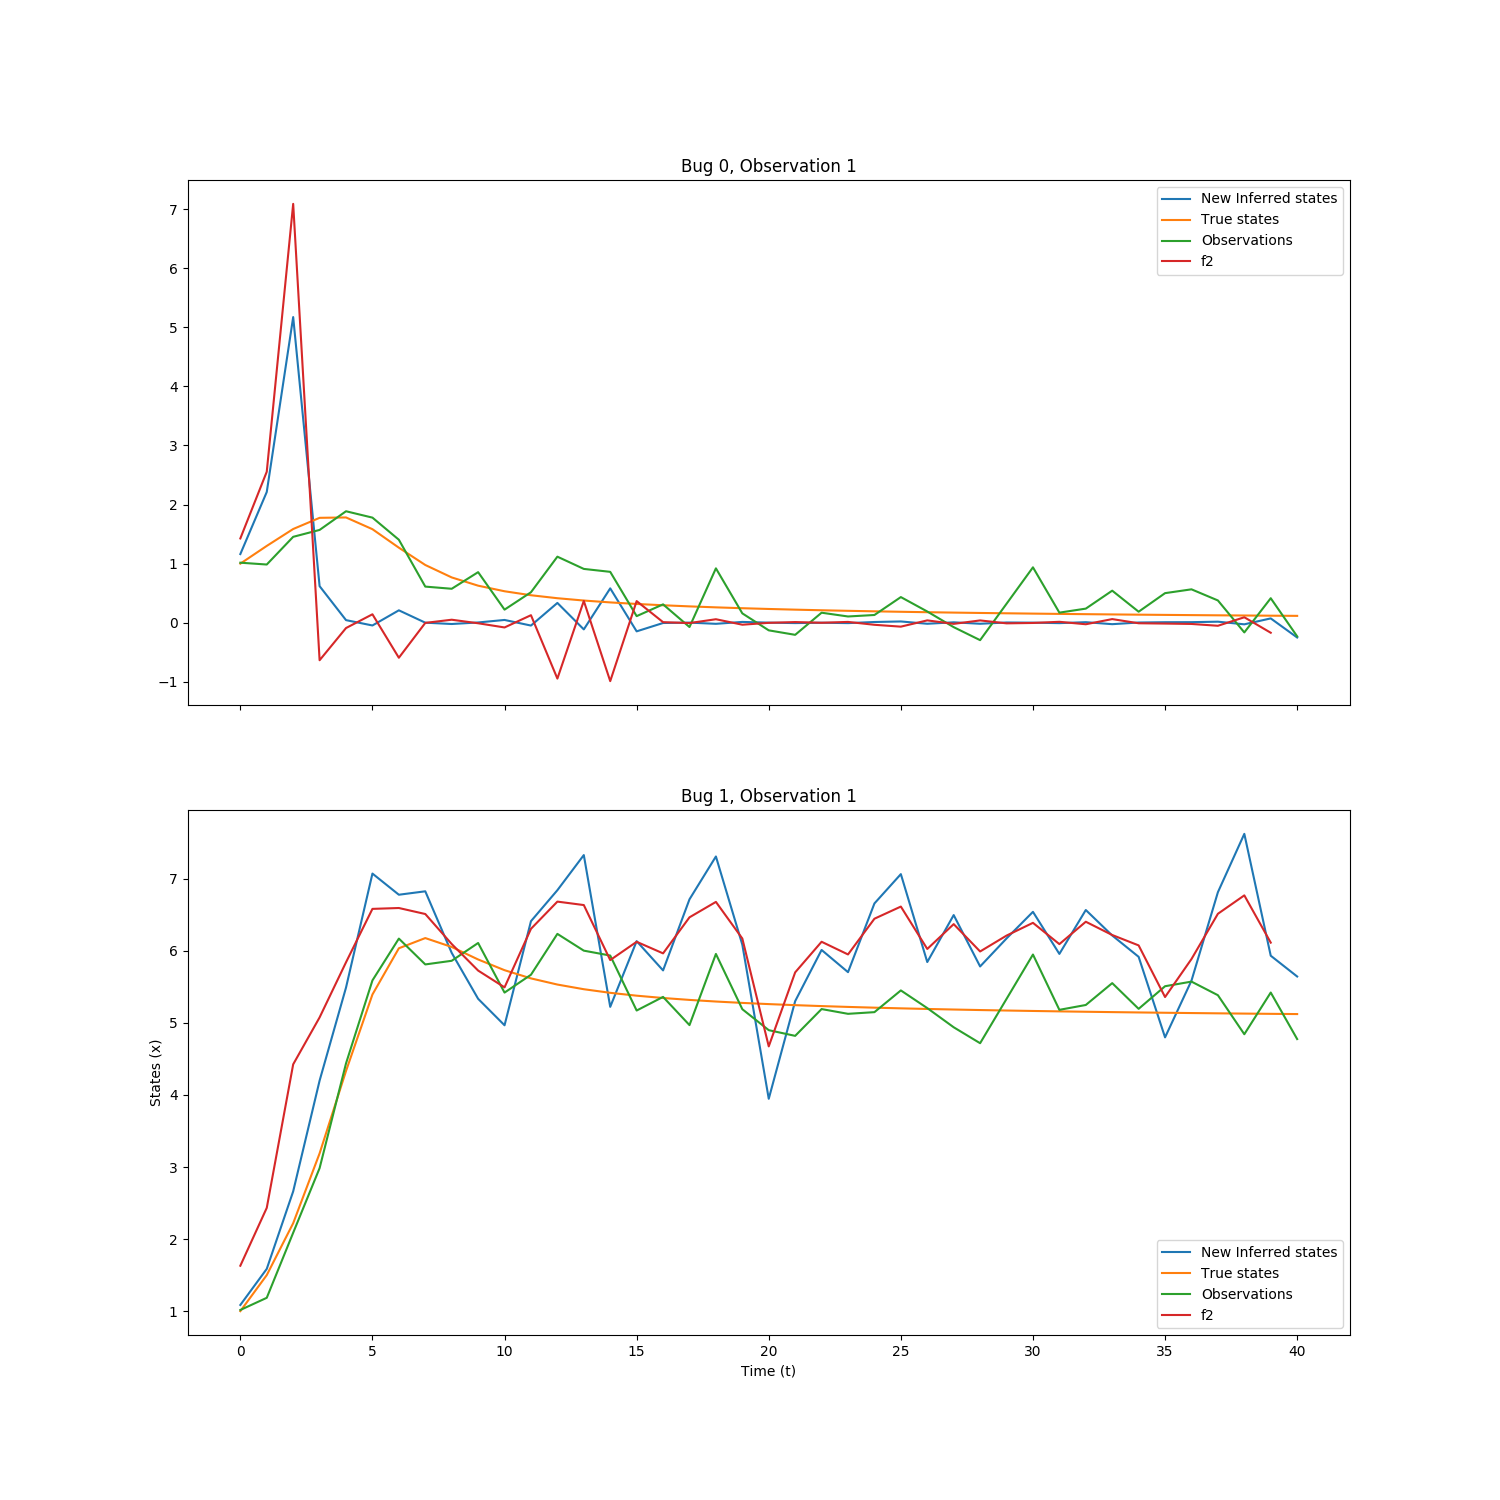 Bug 0, Observation 1
7
6
5
4
3
2
1
0
−1
New Inferred states
True states
Observations
f2
Bug 1, Observation 1
States (x)
7
6
5
4
3
2
1
New Inferred states
True states
Observations
f2
0 5 10 15 20 25 30 35 40
Time (t)